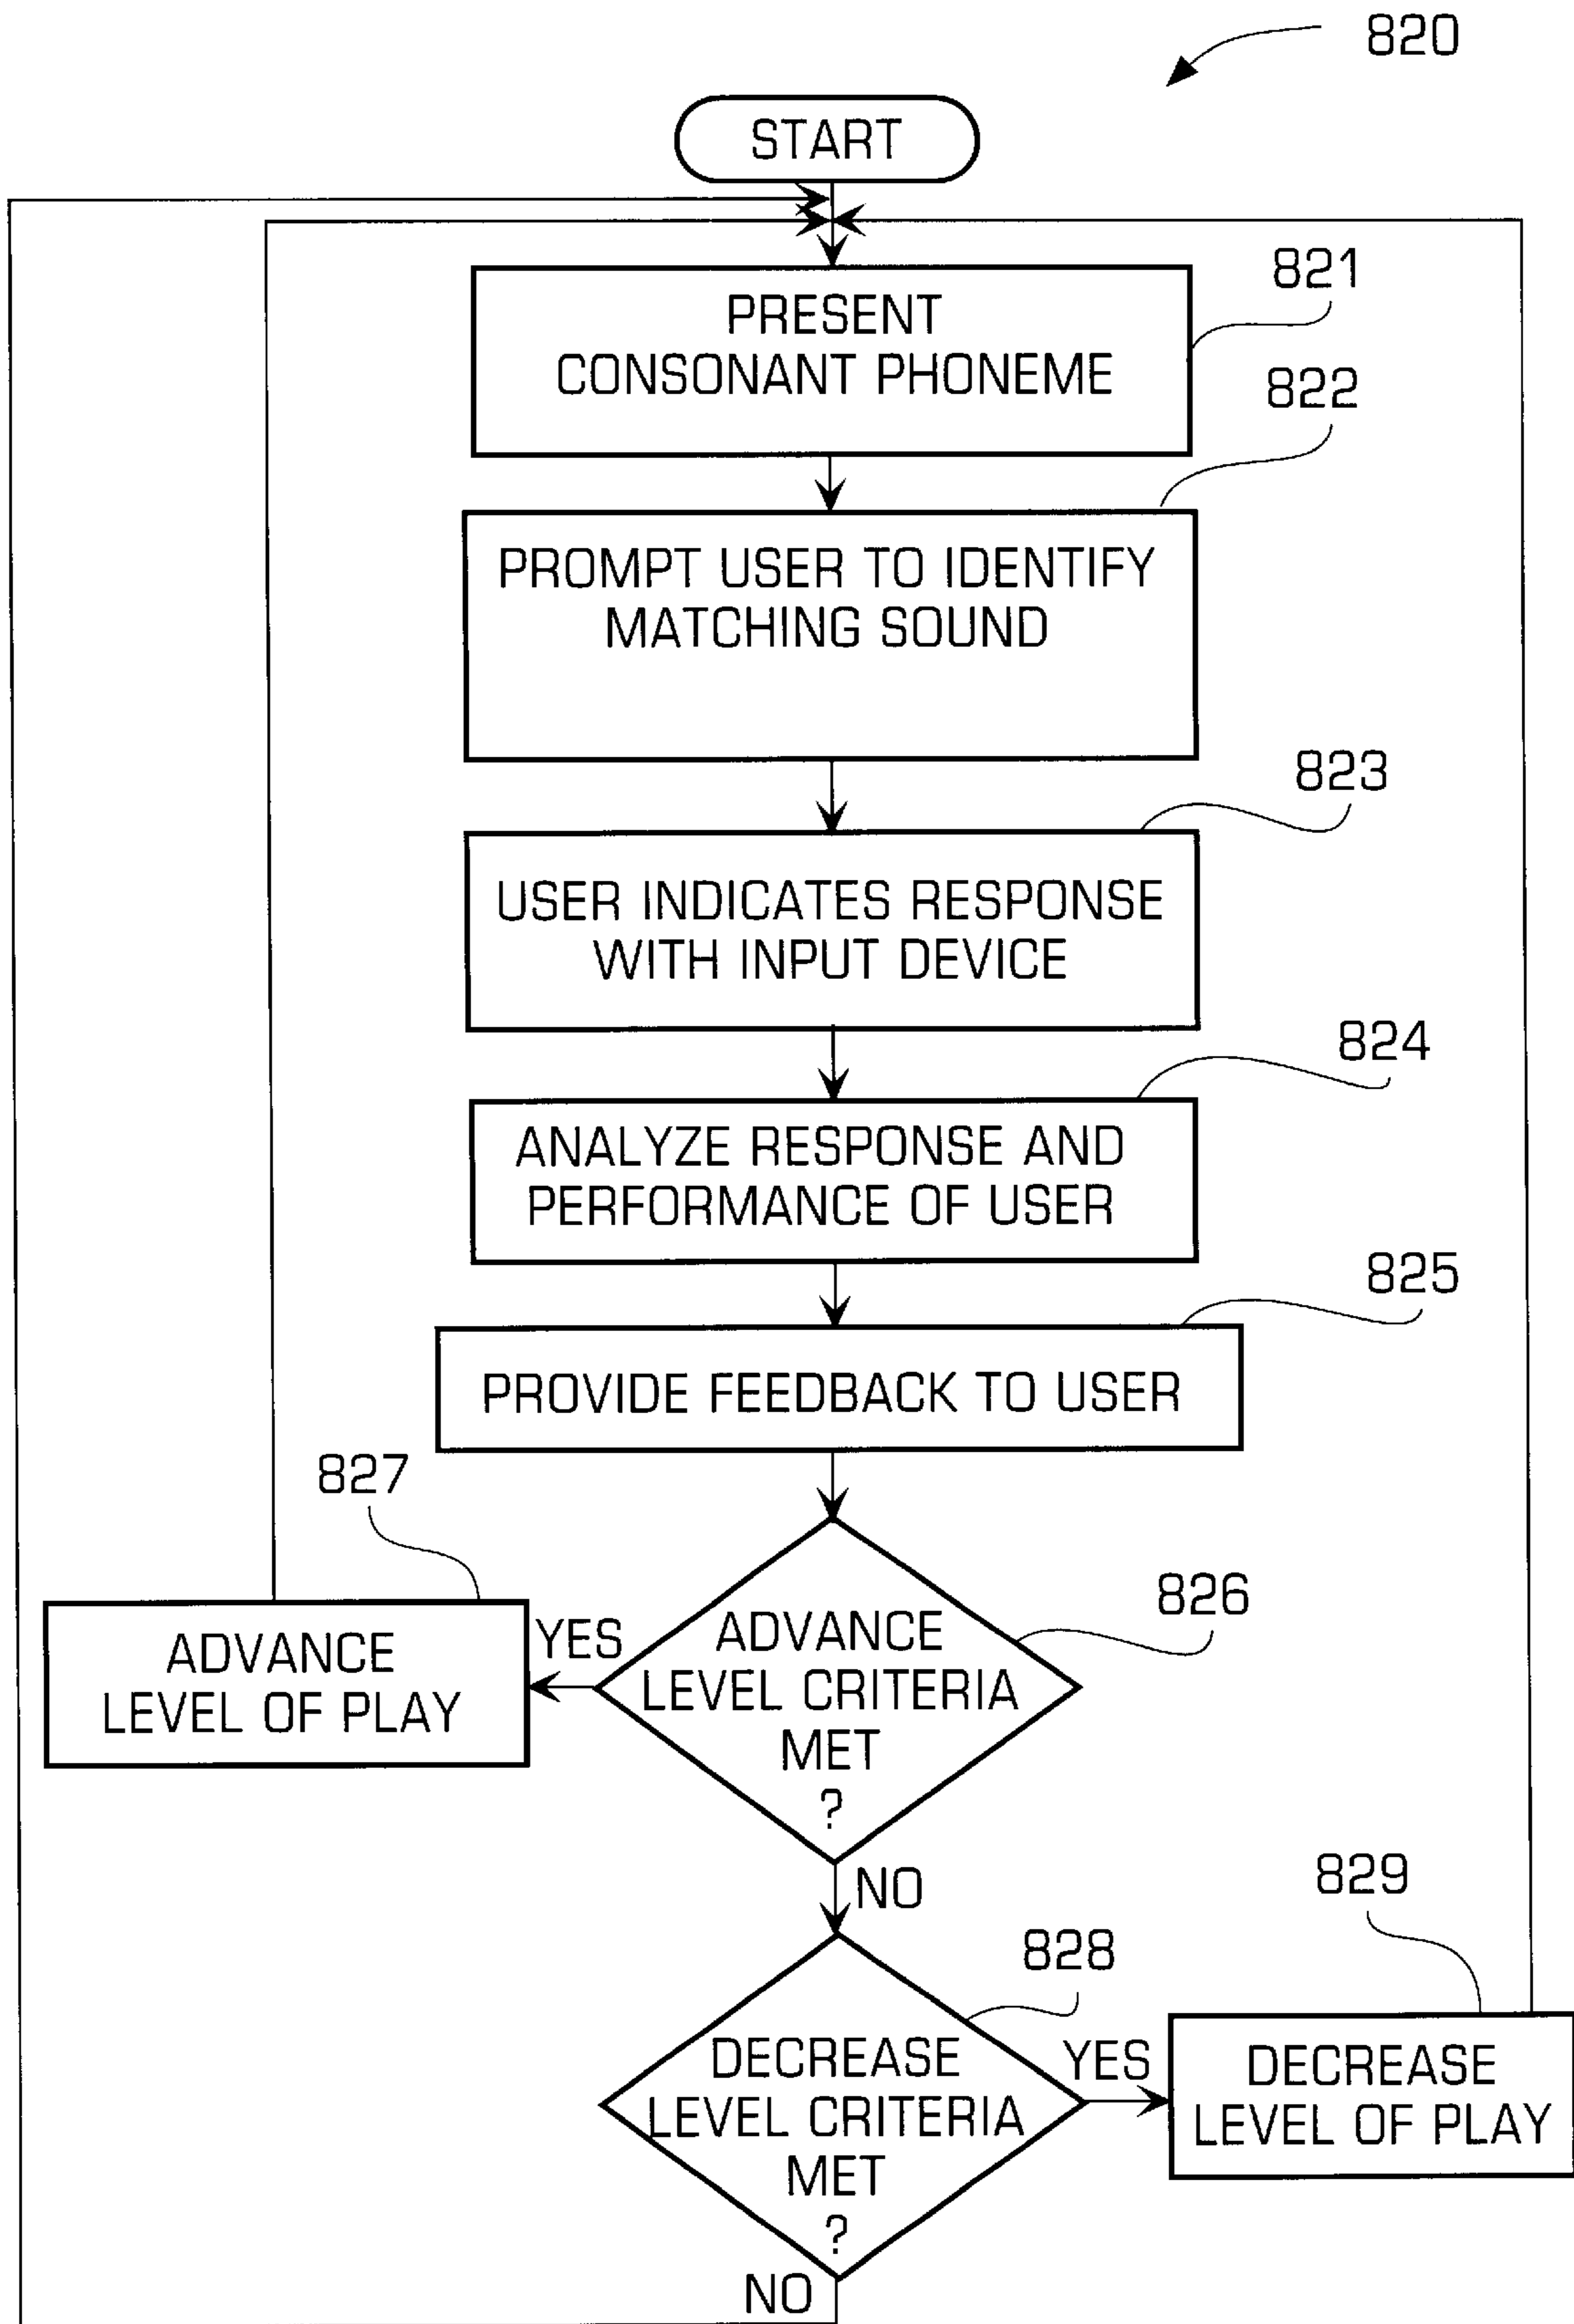 820
START
821
PRESENT
CONSONANT PHONEME
822
PROMPT USER TO IDENTIFY
MATCHING SOUND
823
USER INDICATES RESPONSE
WITH INPUT DEVICE
824
ANALYZE RESPONSE AND
PERFORMANCE OF USER
825
PROVIDE FEEDBACK TO USER
827
ADVANCE
LEVEL OF PLAY
YES
826
ADVANCE
LEVEL CRITERIA
MET
?
NO
828
829
DECREASE
LEVEL CRITERIA
MET
?
YES
DECREASE
LEVEL OF PLAY
NO